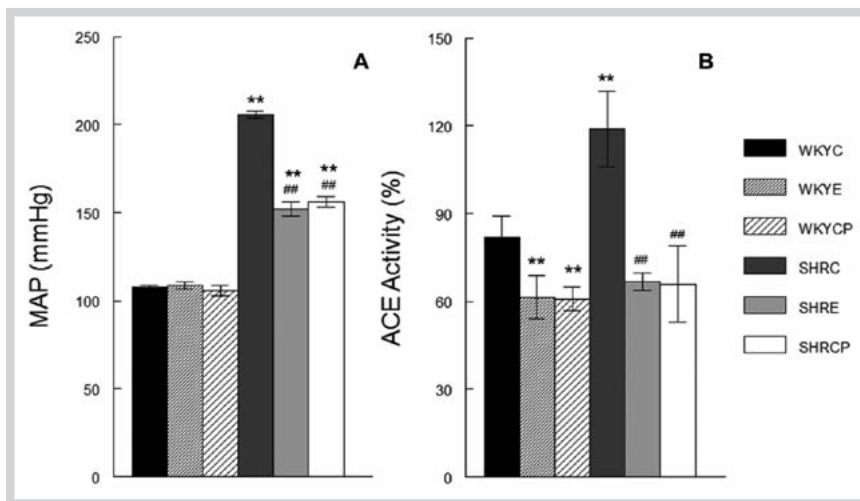 A
MAP (mmHg)
250
200
150
100
50
0
**
**
##
**
##
B
ACE Activity (%)
150
120
90
60
30
0
**
**
**
##
##
WKYC
WKYE
WKYCP
SHRC
SHRE
SHRCP